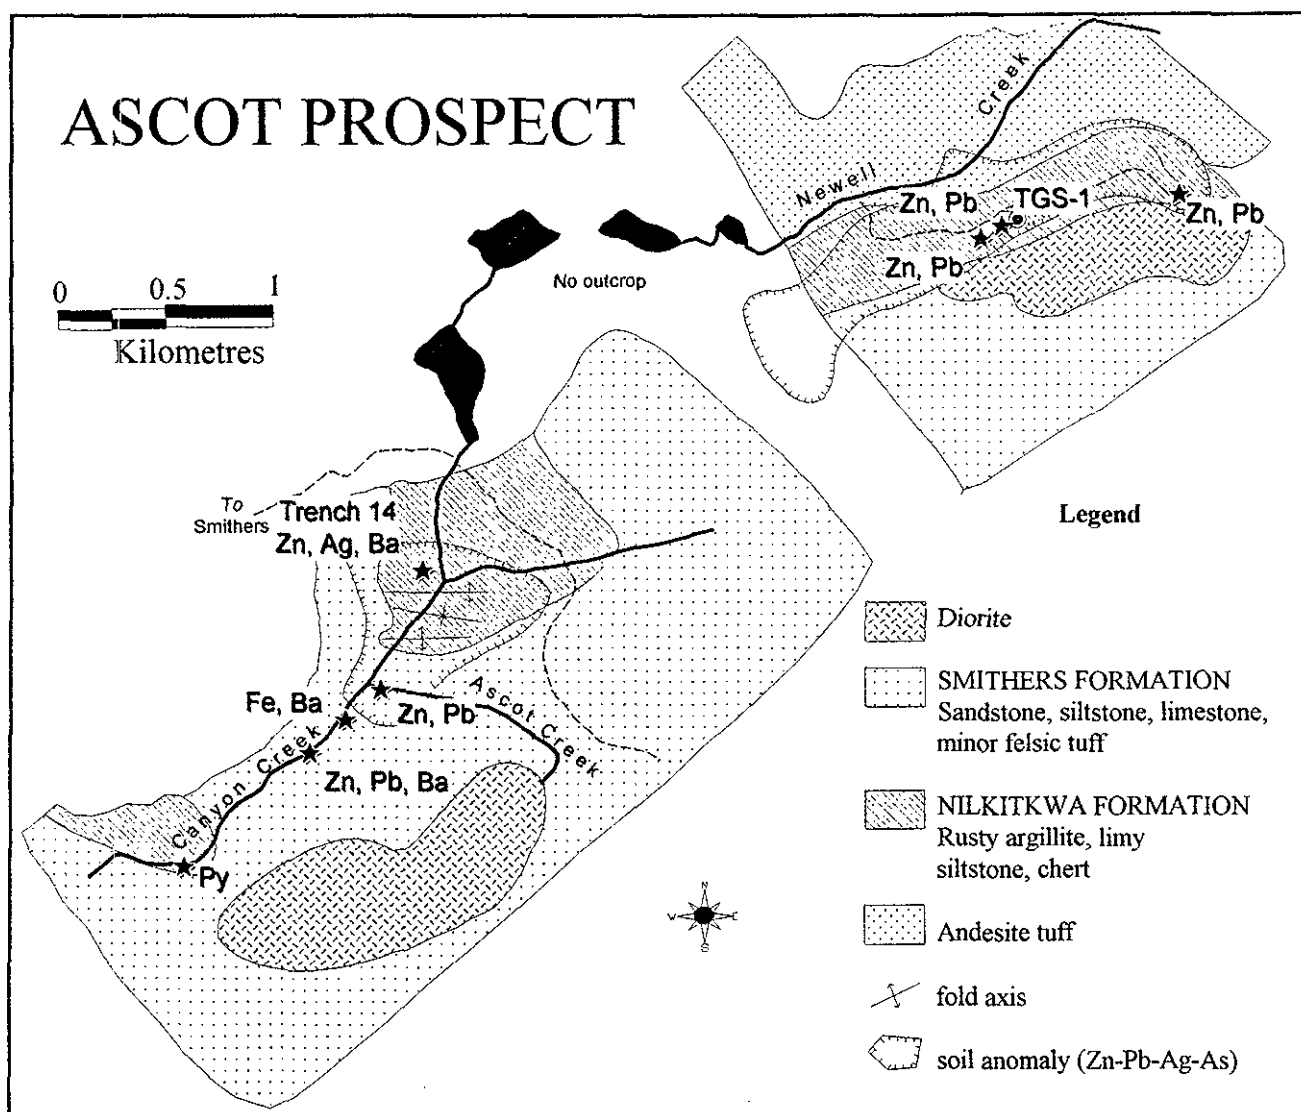 ASCOT PROSPECT
Newell Creek
Zn, Pb
TGS-1
Zn, Pb
Zn, Pb
No outcrop
0 0.5 1
Kilometres
To
Smithers
Trench 14
Zn, Ag, Ba
Fe, Ba
Zn, Pb
Ascot Creek
Canyon Creek
Zn, Pb, Ba
Py
N
W E
S
Legend
Diorite
SMITHERS FORMATION
Sandstone, siltstone, limestone,
minor felsic tuff
NILKITKWA FORMATION
Rusty argillite, limy
siltstone, chert
Andesite tuff
fold axis
soil anomaly (Zn-Pb-Ag-As)